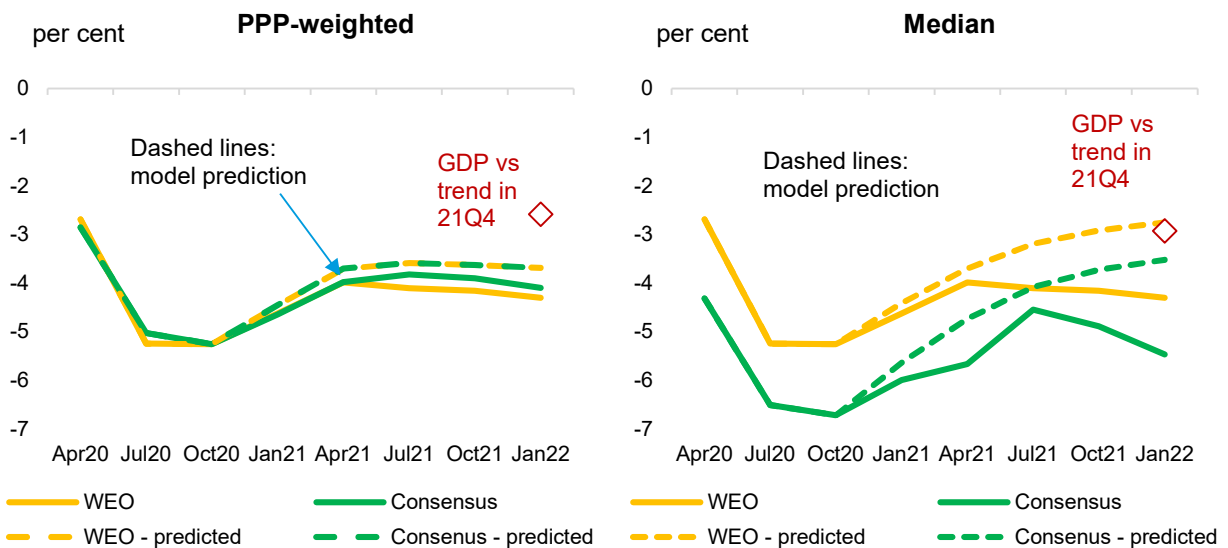 PPP-weighted
per cent
0
-1
-2
-3
-4
-5
-6
-7
Dashed lines:
model prediction
GDP vs
trend in
21Q4
Apr20 Jul20 Oct20 Jan21 Apr21 Jul21 Oct21 Jan22
WEO Consensus
WEO - predicted Consenus - predicted
Median
per cent
0
-1
-2
-3
-4
-5
-6
-7
Dashed lines:
model prediction
GDP vs
trend in
21Q4
Apr20 Jul20 Oct20 Jan21 Apr21 Jul21 Oct21 Jan22
WEO Consensus
WEO - predicted Consenus - predicted